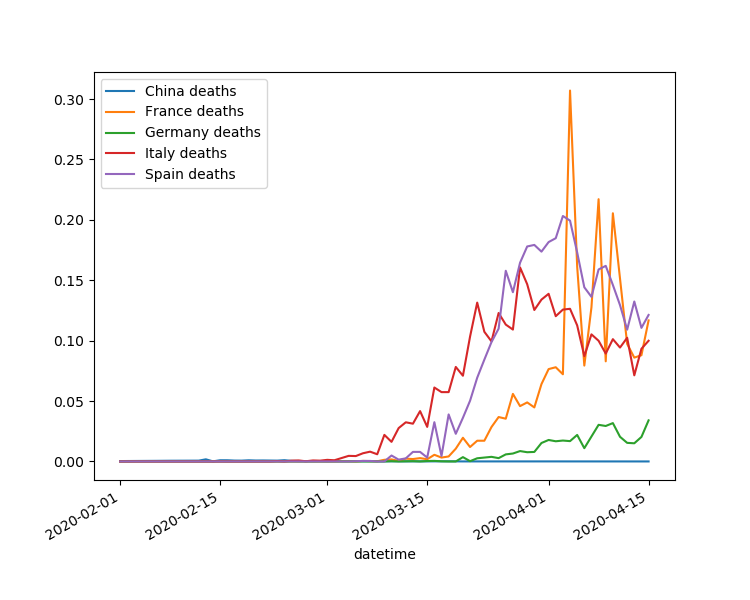 China deaths
France deaths
Germany deaths
Italy deaths
Spain deaths
0.30
0.25
0.20
0.15
0.10
0.05
0.00
2020-02-01
2020-02-15
2020-03-01
2020-03-15
2020-04-01
2020-04-15
datetime